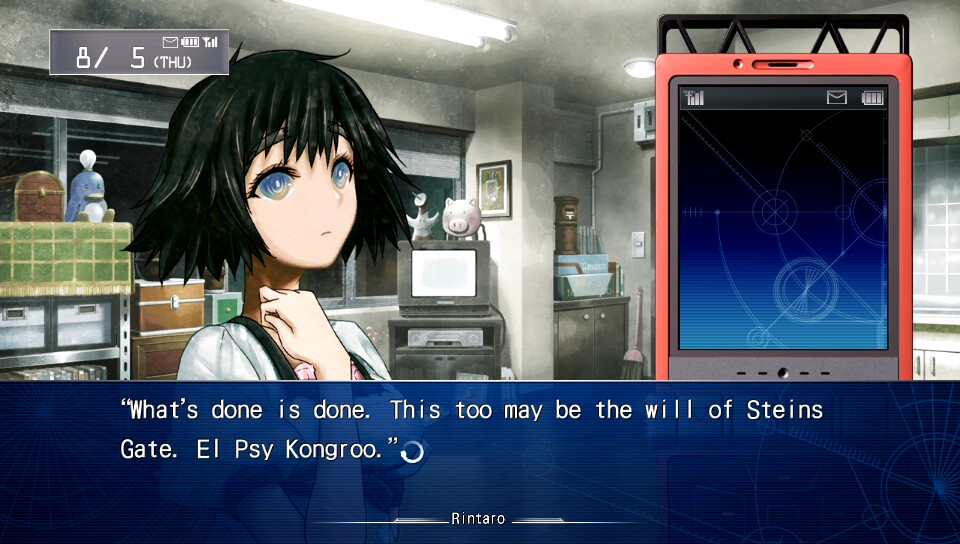 8/ 5 (THU)
“What’s done is done. This too may be the will of Steins
Gate. El Psy Kongroo.”
Rintaro